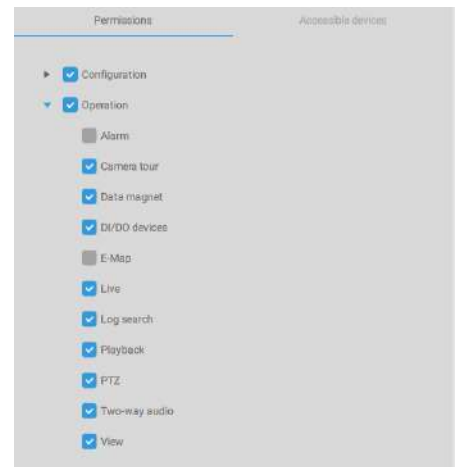 Permissions
Accessible devices
Configuration
Operation
Alarm
Camera tour
Data magnet
DI/DO devices
E-Map
Live
Log search
Playback
PTZ
Two-way audio
View